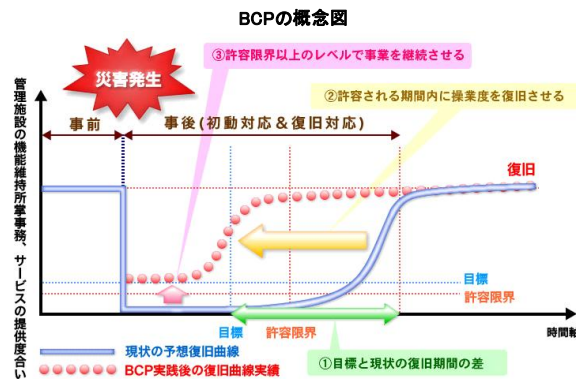 BCPの概念図
③許容限界以上のレベルで事業を継続させる
災害発生
②許容される期間内に操業度を復旧させる
事前
事後(初動対応&復旧対応)
管理施設の機能維持所掌事務、サービスの提供度合い
復旧
目標
許容限界
目標
許容限界
時間軸
現状の予想復旧曲線
BCP実践後の復旧曲線実績
①目標と現状の復旧期間の差